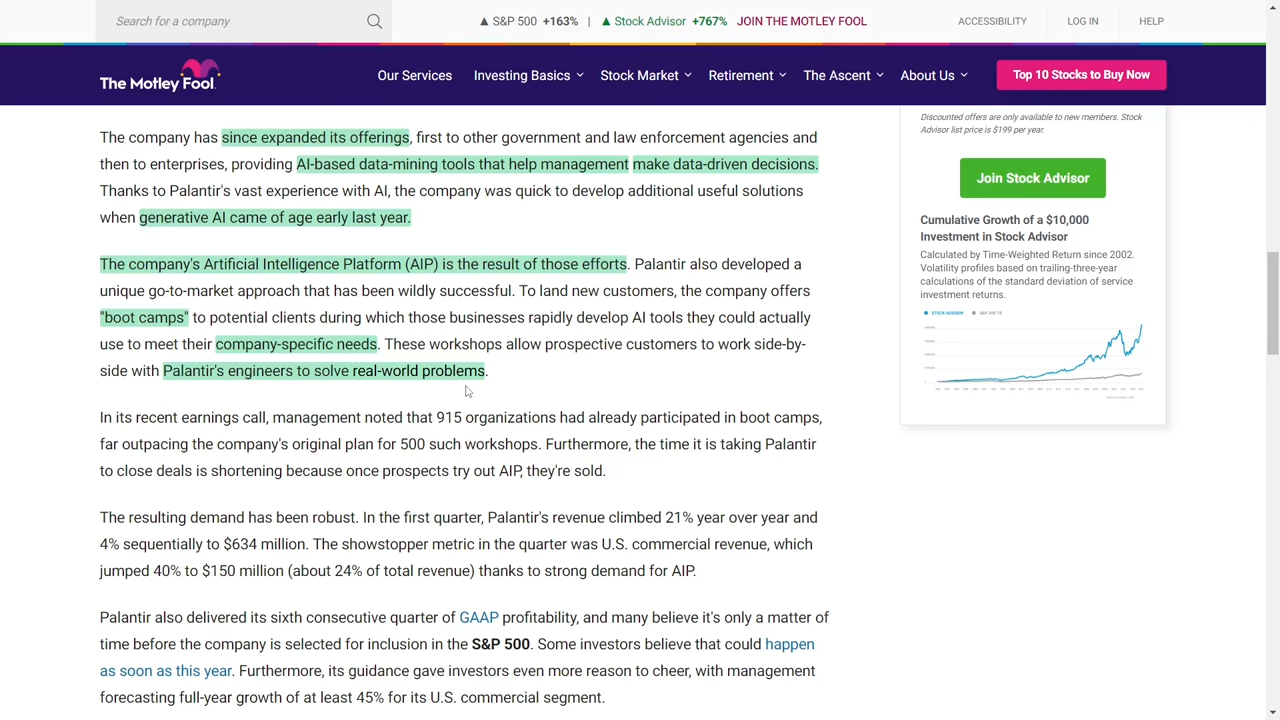 Search for a company
▲ S&P 500 +163% | ▲ Stock Advisor +767% JOIN THE MOTLEY FOOL
ACCESSIBILITY LOG IN HELP
The Motley Fool
Our Services Investing Basics Stock Market Retirement The Ascent About Us Top 10 Stocks to Buy Now
The company has since expanded its offerings, first to other government and law enforcement agencies and
then to enterprises, providing AI-based data-mining tools that help management make data-driven decisions.
Thanks to Palantir's vast experience with AI, the company was quick to develop additional useful solutions
when generative AI came of age early last year.
The company's Artificial Intelligence Platform (AIP) is the result of those efforts. Palantir also developed a
unique go-to-market approach that has been wildly successful. To land new customers, the company offers
"boot camps" to potential clients during which those businesses rapidly develop AI tools they could actually
use to meet their company-specific needs. These workshops allow prospective customers to work side-by-
side with Palantir's engineers to solve real-world problems.
In its recent earnings call, management noted that 915 organizations had already participated in boot camps,
far outpacing the company's original plan for 500 such workshops. Furthermore, the time it is taking Palantir
to close deals is shortening because once prospects try out AIP, they're sold.
The resulting demand has been robust. In the first quarter, Palantir's revenue climbed 21% year over year and
4% sequentially to $634 million. The showstopper metric in the quarter was U.S. commercial revenue, which
jumped 40% to $150 million (about 24% of total revenue) thanks to strong demand for AIP.
Palantir also delivered its sixth consecutive quarter of GAAP profitability, and many believe it's only a matter of
time before the company is selected for inclusion in the S&P 500. Some investors believe that could happen
as soon as this year. Furthermore, its guidance gave investors even more reason to cheer, with management
forecasting full-year growth of at least 45% for its U.S. commercial segment.
Discounted offers are only available to new members. Stock
Advisor list price is $199 per year.
Join Stock Advisor
Cumulative Growth of a $10,000
Investment in Stock Advisor
Calculated by Time-Weighted Return since 2002.
Volatility profiles based on trailing-three-year
calculations of the standard deviation of service
investment returns.
STOCK ADVISOR S&P 500 TR